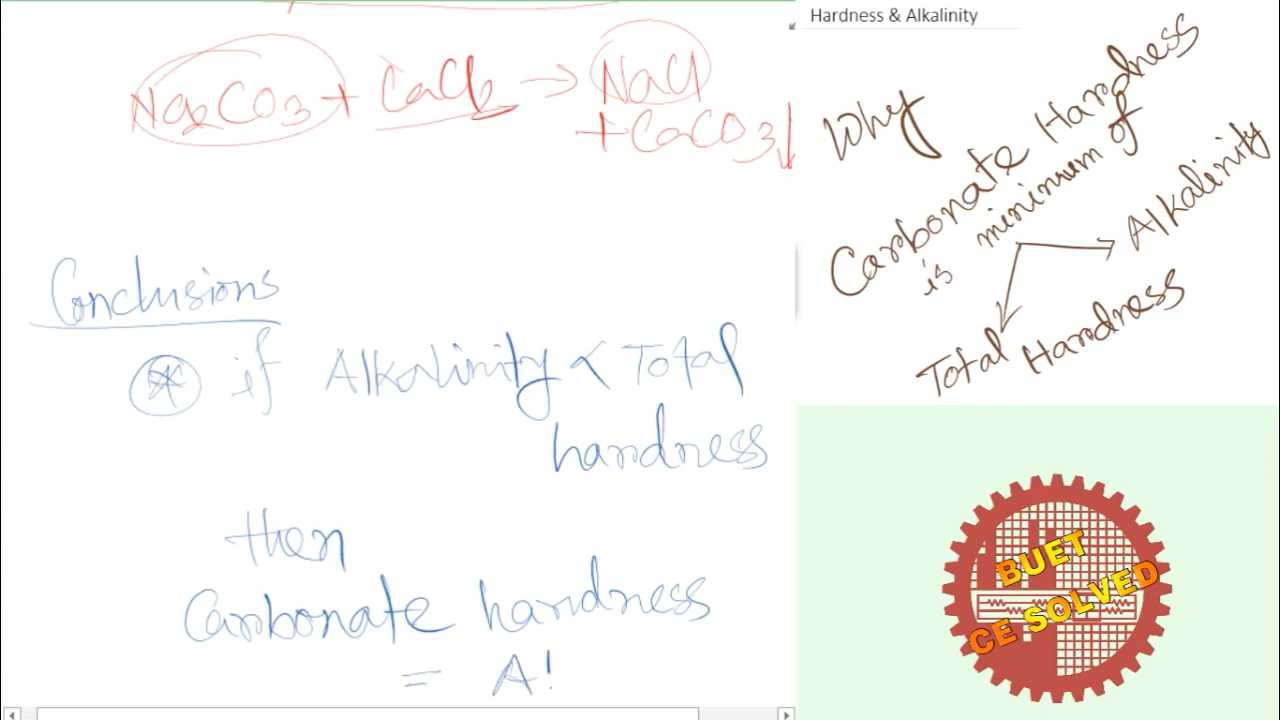 Na2CO3 + CaCl2 → NaCl
+ CaCO3↓
Conclusions
* if Alkalinity < Total
hardness
then
Carbonate hardness
= A!
Hardness & Alkalinity
Why
Carbonate Hardness
is minimum of
Alkalinity
Total Hardness
BUET
CE SOLVED